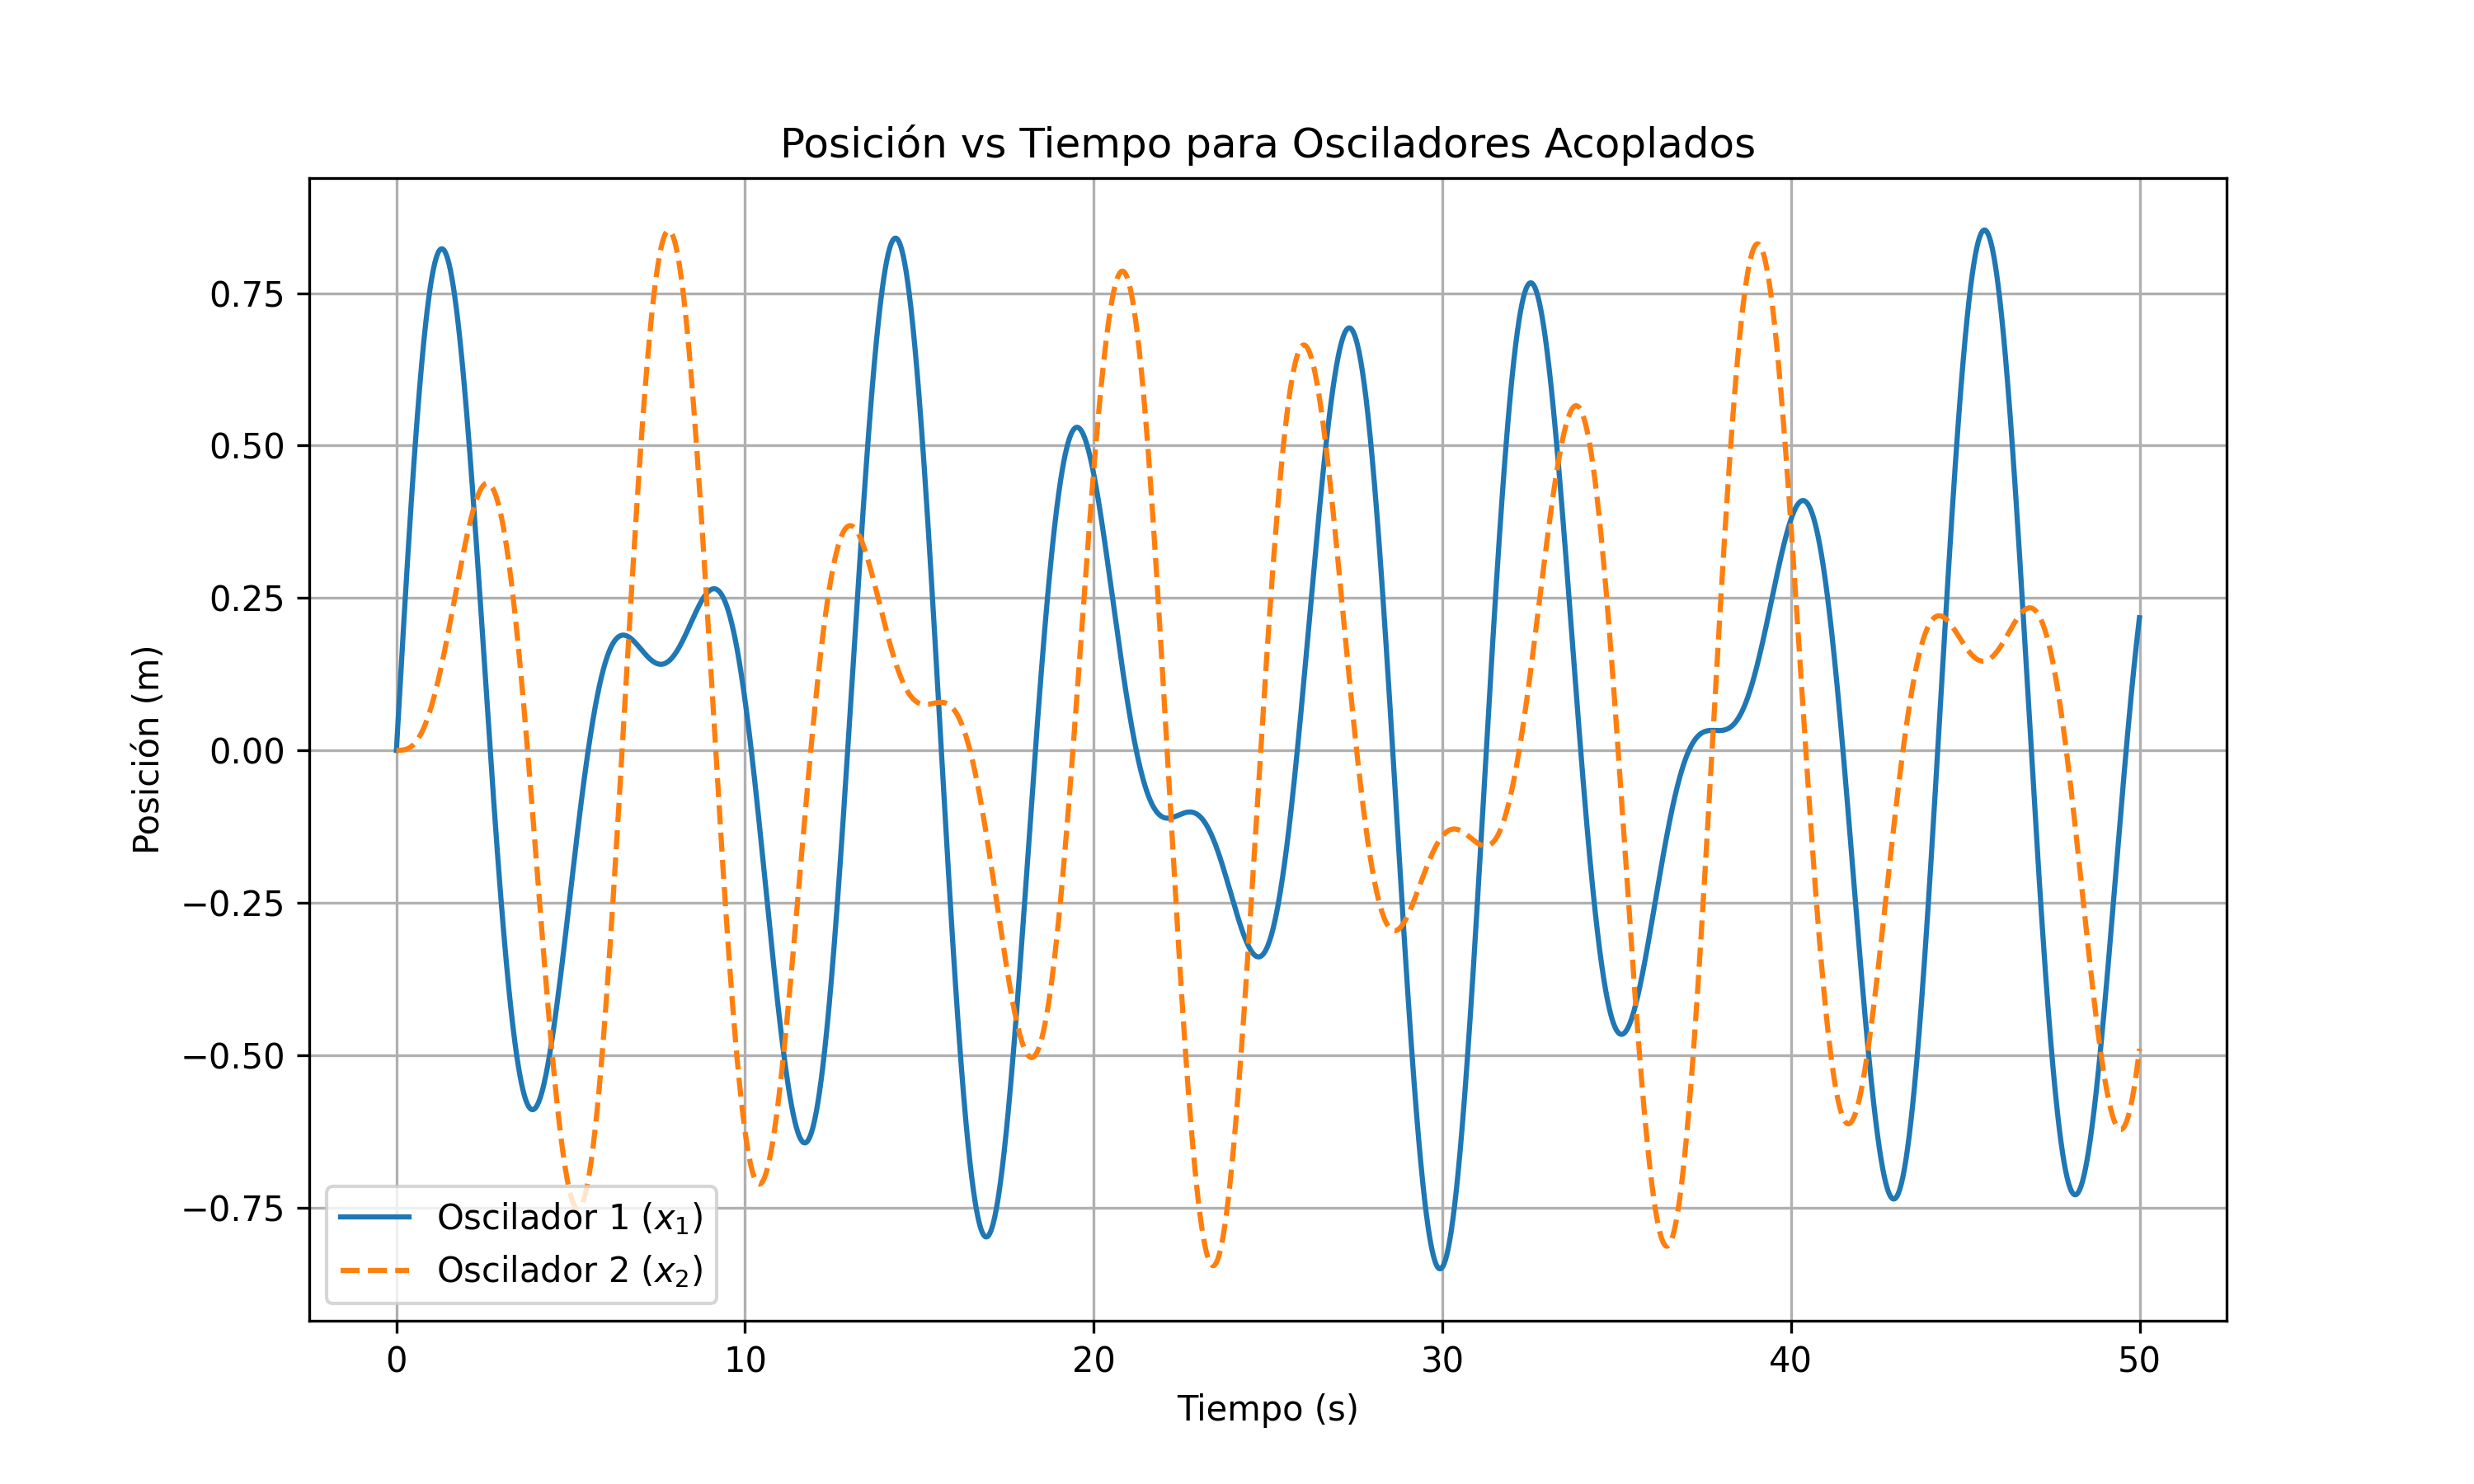 Posición vs Tiempo para Osciladores Acoplados
Posición (m)
0.75
0.50
0.25
0.00
−0.25
−0.50
−0.75
Oscilador 1 (x₁)
Oscilador 2 (x₂)
0 10 20 30 40 50
Tiempo (s)